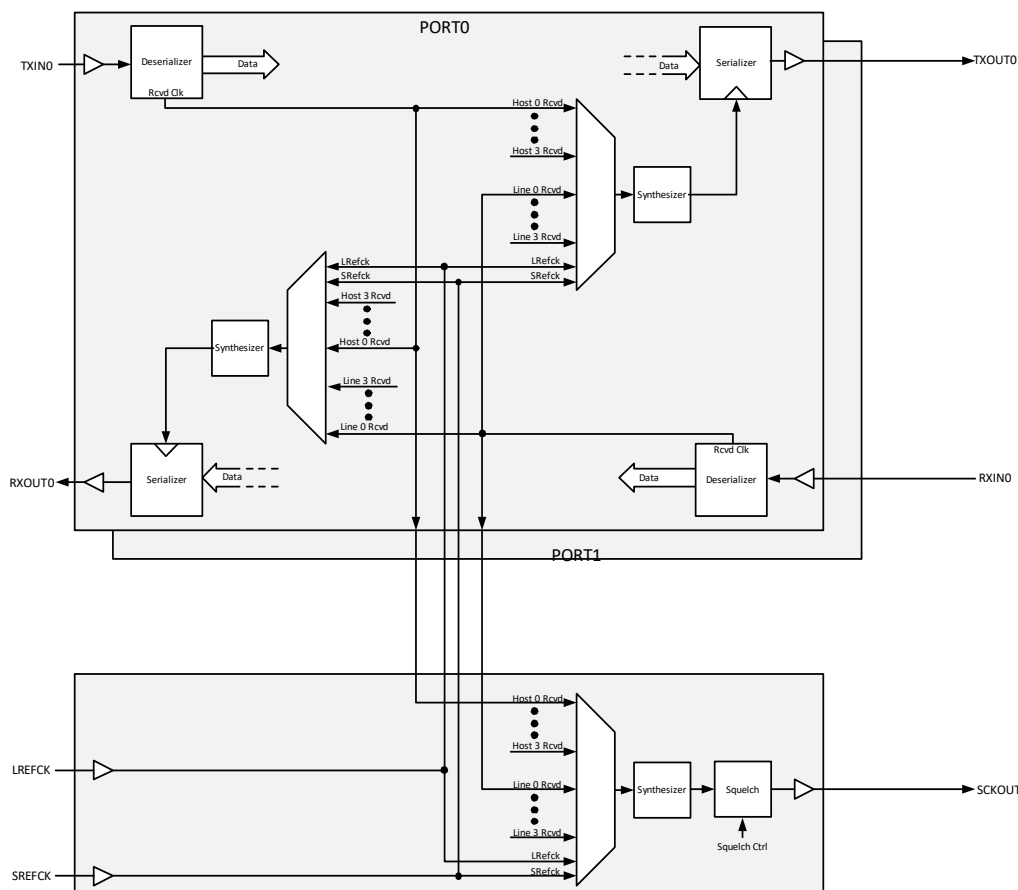 PORT0
TXIN0
Deserializer
Rcvd Clk
Data
Data
Serializer
TXOUT0
Host 0 Rcvd
Host 3 Rcvd
Line 0 Rcvd
Line 3 Rcvd
LRefck
SRefck
Synthesizer
LRefck
SRefck
Host 3 Rcvd
Host 0 Rcvd
Line 3 Rcvd
Line 0 Rcvd
Synthesizer
RXOUT0
Serializer
Data
Data
Rcvd Clk
Deserializer
RXIN0
PORT1
Host 0 Rcvd
Host 3 Rcvd
Line 0 Rcvd
Line 3 Rcvd
LRefck
SRefck
Synthesizer
Squelch
Squelch Ctrl
SCKOUT
LREFCK
SREFCK